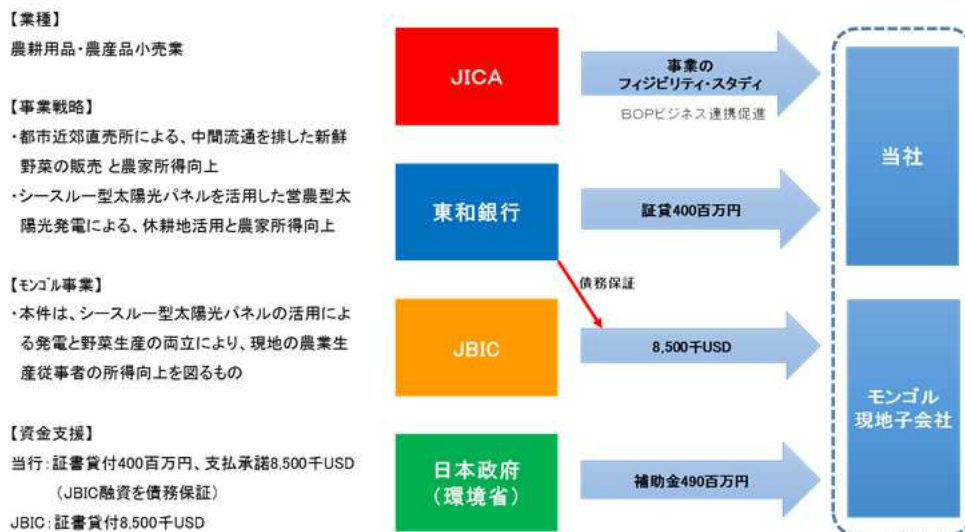 【業種】
農耕用品・農産品小売業
【事業戦略】
・都市近郊直売所による、中間流通を排した新鮮
野菜の販売 と農家所得向上
・シースルー型太陽光パネルを活用した営農型太
陽光発電による、休耕地活用と農家所得向上
【ﾓﾝｺﾞﾙ事業】
・本件は、シースルー型太陽光パネルの活用によ
る発電と野菜生産の両立により、現地の農業生
産従事者の所得向上を図るもの
【資金支援】
当行：証書貸付400百万円、支払承諾8,500千USD
（JBIC融資を債務保証）
JBIC：証書貸付8,500千USD
JICA
事業の
フィジビリティ・スタディ
BOPビジネス連携促進
当社
東和銀行
証貸400百万円
債務保証
JBIC
8,500千USD
モンゴル
現地子会社
日本政府
（環境省）
補助金490百万円